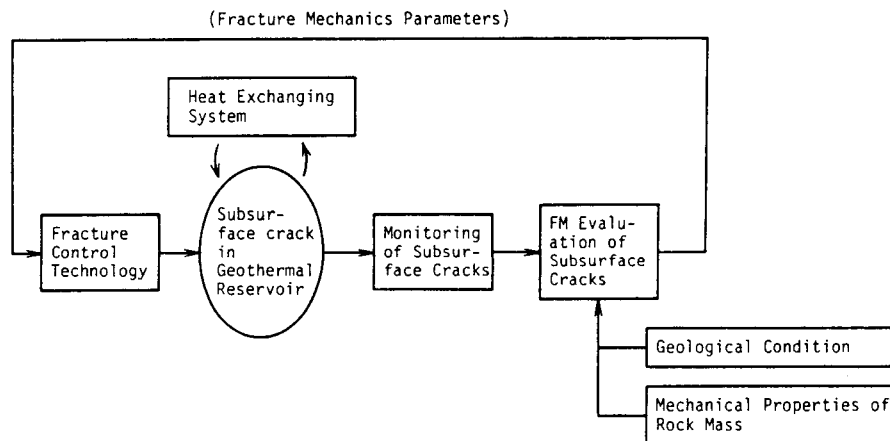 (Fracture Mechanics Parameters)
Heat Exchanging
System
Fracture
Control
Technology
Subsur-
face crack
in
Geothermal
Reservoir
Monitoring
of Subsur-
face Cracks
FM Evalu-
ation of
Subsurface
Cracks
Geological Condition
Mechanical Properties of
Rock Mass